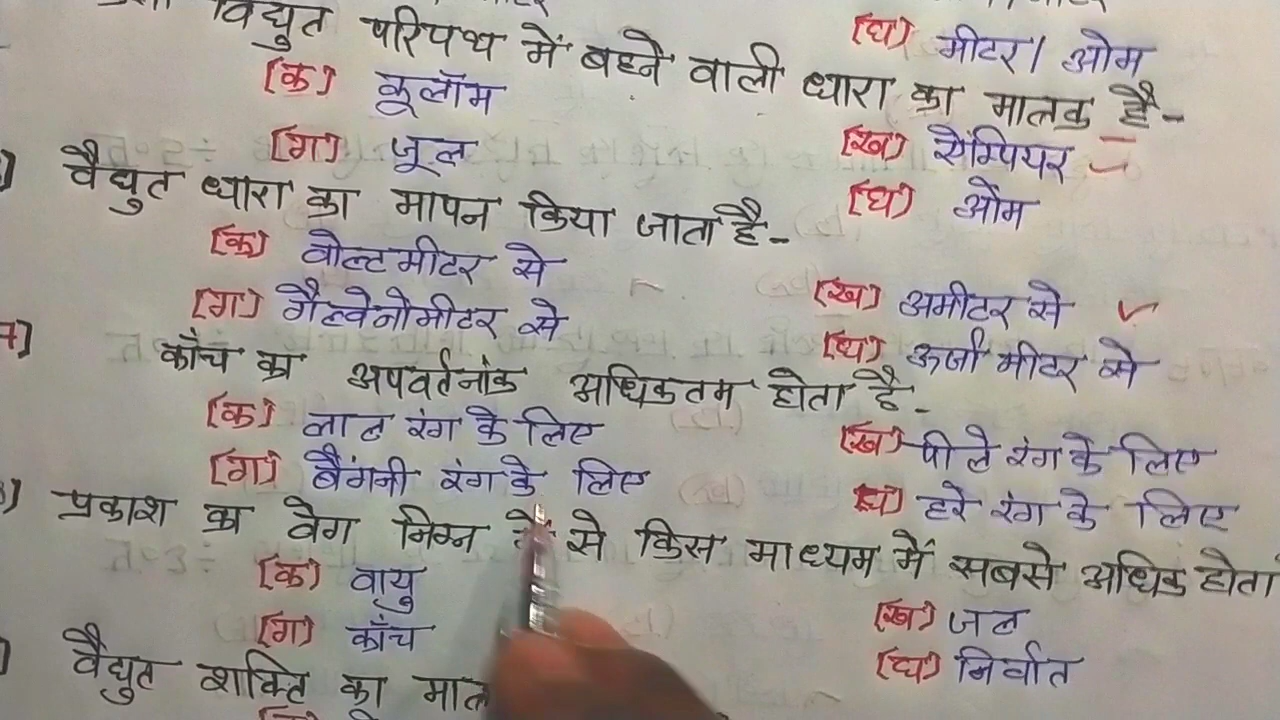 विद्युत परिपथ में बहने वाली धारा का मात्रक है-
(घ) मीटर/ ओम
(क) कूलॉम
(ख) ऐम्पियर
(ग) जूल
(घ) ओम
वैद्युत धारा का मापन किया जाता है-
(क) वोल्टमीटर से
(ख) अमीटर से
(ग) गैल्वेनोमीटर से
(घ) ऊर्जा मीटर से
7) काँच का अपवर्तनांक अधिकतम होता है-
(क) लाल रंग के लिए
(ख) पीले रंग के लिए
(ग) बैंगनी रंग के लिए
(घ) हरे रंग के लिए
प्रकाश का वेग निम्न से किस माध्यम में सबसे अधिक होता
(क) वायु
(ख) जल
(ग) काँच
(घ) निर्वात
वैद्युत शक्ति का